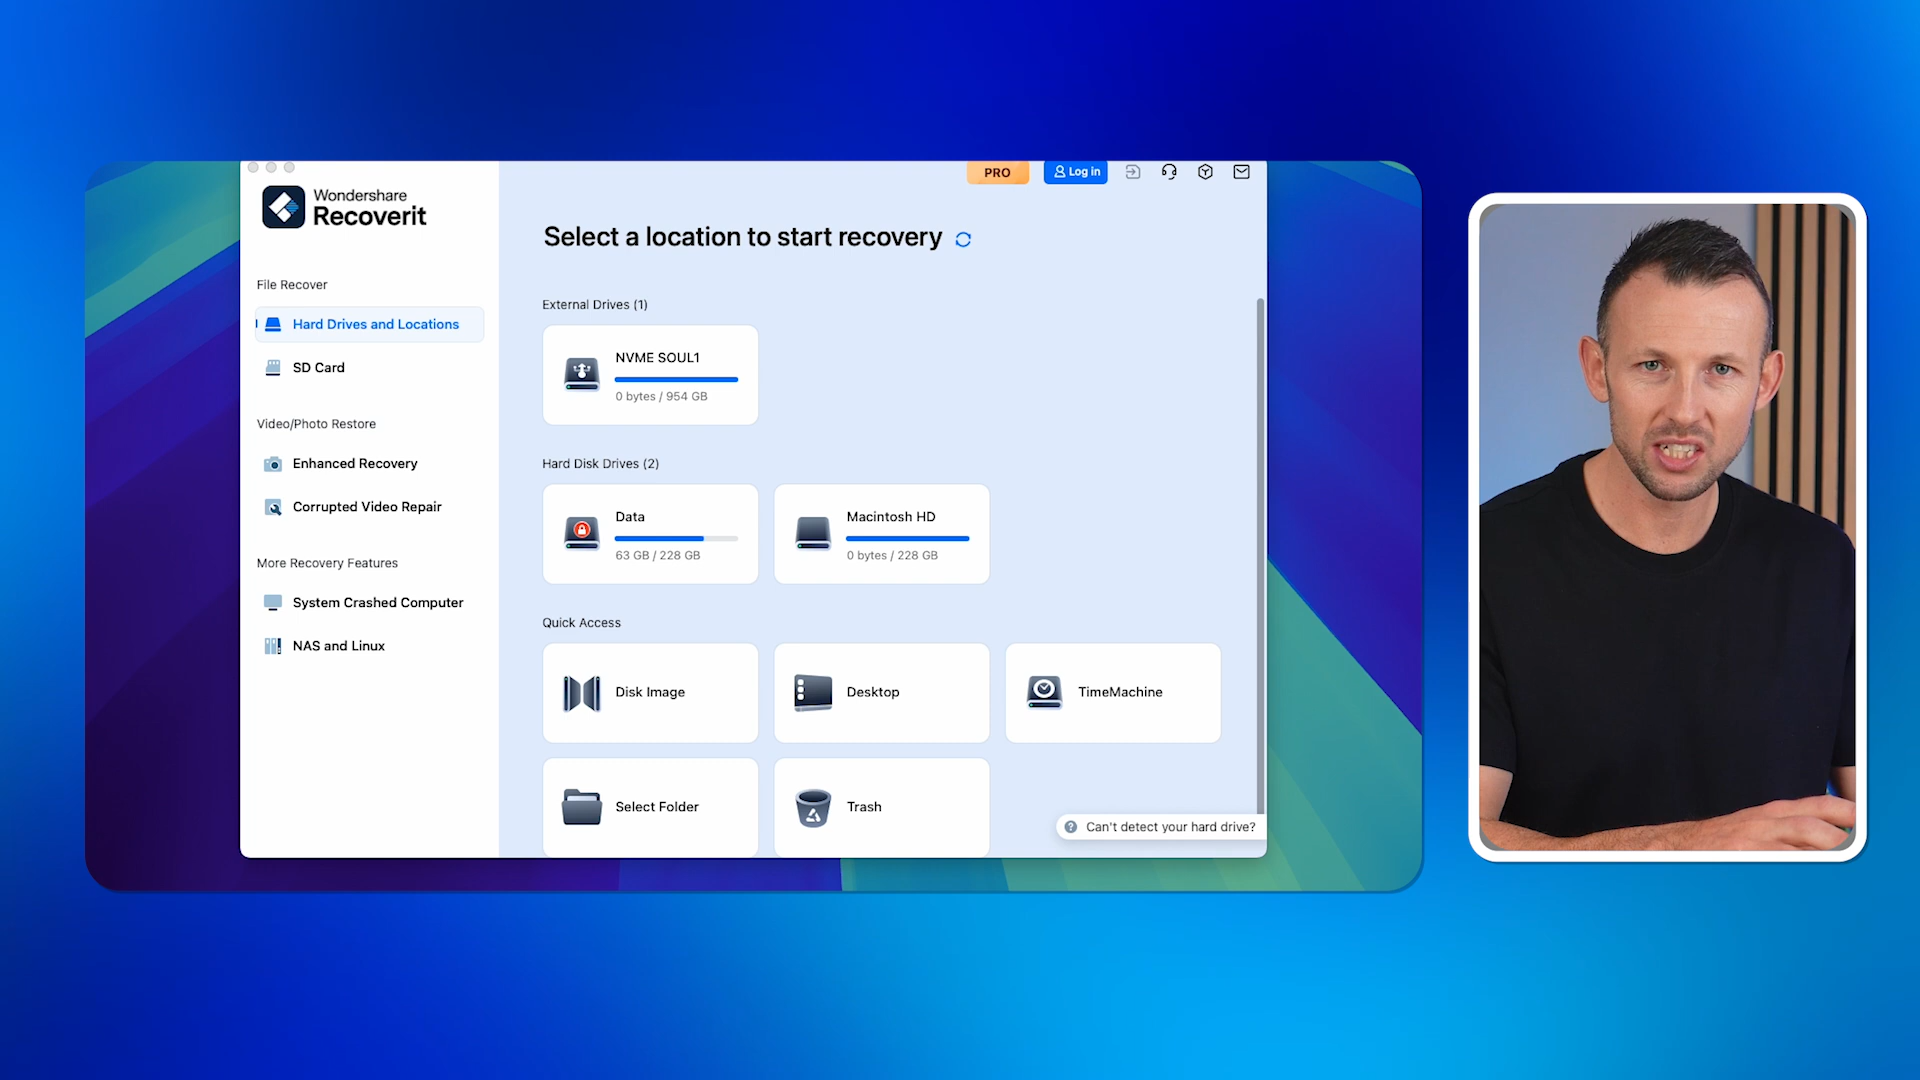 Wondershare
Recoverit
PRO
Log in
Select a location to start recovery
File Recover
Hard Drives and Locations
SD Card
Video/Photo Restore
Enhanced Recovery
Corrupted Video Repair
More Recovery Features
System Crashed Computer
NAS and Linux
External Drives (1)
NVME SOUL1
0 bytes / 954 GB
Hard Disk Drives (2)
Data
63 GB / 228 GB
Macintosh HD
0 bytes / 228 GB
Quick Access
Disk Image
Desktop
TimeMachine
Select Folder
Trash
Can't detect your hard drive?